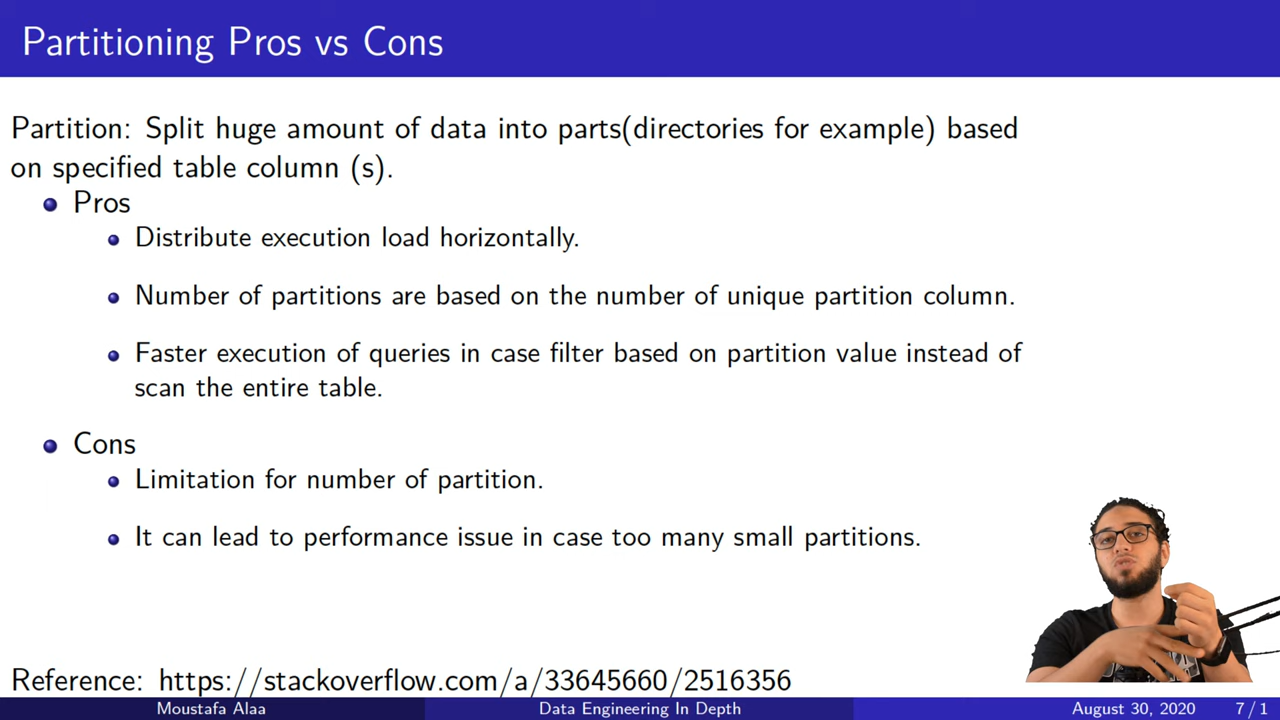 Partitioning Pros vs Cons
Partition: Split huge amount of data into parts(directories for example) based
on specified table column (s).
Pros
Distribute execution load horizontally.
Number of partitions are based on the number of unique partition column.
Faster execution of queries in case filter based on partition value instead of
scan the entire table.
Cons
Limitation for number of partition.
It can lead to performance issue in case too many small partitions.
Reference: https://stackoverflow.com/a/33645660/2516356
Moustafa Alaa
Data Engineering In Depth
August 30, 2020
7 / 1